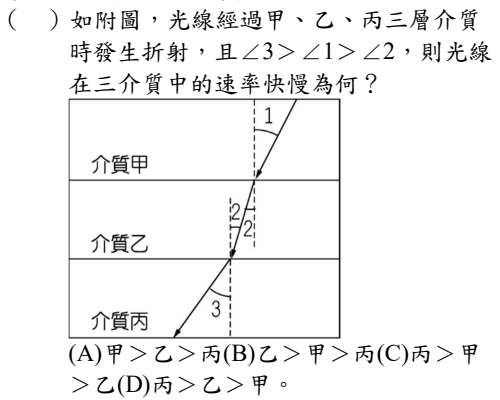 (　)如附圖，光線經過甲、乙、丙三層介質
時發生折射，且∠3＞∠1＞∠2，則光線
在三介質中的速率快慢為何？
1
介質甲
2
2
介質乙
3
介質丙
(A)甲＞乙＞丙(B)乙＞甲＞丙(C)丙＞甲
＞乙(D)丙＞乙＞甲。